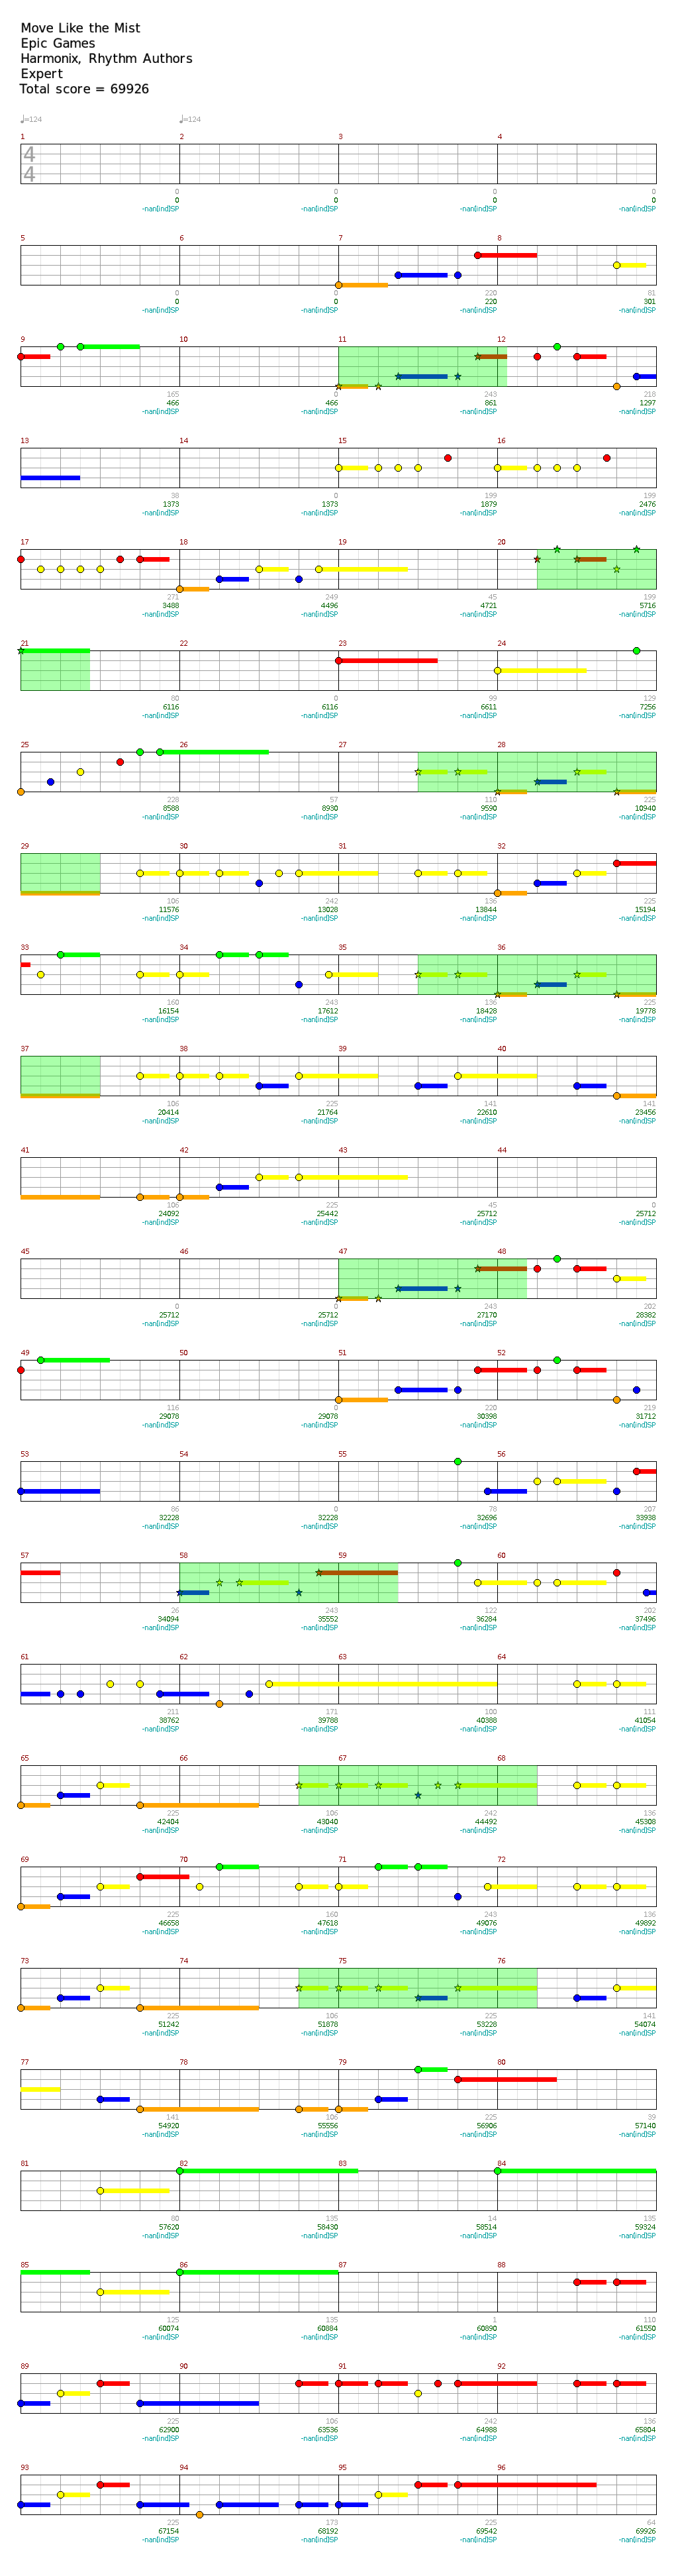 Move Like the Mist
Epic Games
Harmonix, Rhythm Authors
Expert
Total score = 69926
♩=124 ♩=124
1 2 3 4
4
4
0 0 0 0
0 0 0 0
-nan[ind]SP -nan[ind]SP -nan[ind]SP -nan[ind]SP
5 6 7 8
0 0 220 81
0 0 220 301
-nan[ind]SP -nan[ind]SP -nan[ind]SP -nan[ind]SP
9 10 11 12
165 0 243 218
466 466 861 1297
-nan[ind]SP -nan[ind]SP -nan[ind]SP -nan[ind]SP
13 14 15 16
38 0 199 199
1373 1373 1879 2476
-nan[ind]SP -nan[ind]SP -nan[ind]SP -nan[ind]SP
17 18 19 20
271 249 45 199
3488 4496 4721 5716
-nan[ind]SP -nan[ind]SP -nan[ind]SP -nan[ind]SP
21 22 23 24
80 0 99 129
6116 6116 6611 7256
-nan[ind]SP -nan[ind]SP -nan[ind]SP -nan[ind]SP
25 26 27 28
228 57 110 225
8588 8930 9590 10940
-nan[ind]SP -nan[ind]SP -nan[ind]SP -nan[ind]SP
29 30 31 32
106 242 136 225
11576 13028 13844 15194
-nan[ind]SP -nan[ind]SP -nan[ind]SP -nan[ind]SP
33 34 35 36
160 243 136 225
16154 17612 18428 19778
-nan[ind]SP -nan[ind]SP -nan[ind]SP -nan[ind]SP
37 38 39 40
106 225 141 141
20414 21764 22610 23456
-nan[ind]SP -nan[ind]SP -nan[ind]SP -nan[ind]SP
41 42 43 44
106 225 45 0
24092 25442 25712 25712
-nan[ind]SP -nan[ind]SP -nan[ind]SP -nan[ind]SP
45 46 47 48
0 0 243 202
25712 25712 27170 28382
-nan[ind]SP -nan[ind]SP -nan[ind]SP -nan[ind]SP
49 50 51 52
116 0 220 219
29078 29078 30398 31712
-nan[ind]SP -nan[ind]SP -nan[ind]SP -nan[ind]SP
53 54 55 56
86 0 78 207
32228 32228 32696 33938
-nan[ind]SP -nan[ind]SP -nan[ind]SP -nan[ind]SP
57 58 59 60
26 243 122 202
34094 35552 36284 37496
-nan[ind]SP -nan[ind]SP -nan[ind]SP -nan[ind]SP
61 62 63 64
211 171 100 111
38762 39788 40388 41054
-nan[ind]SP -nan[ind]SP -nan[ind]SP -nan[ind]SP
65 66 67 68
225 106 242 136
42404 43040 44492 45308
-nan[ind]SP -nan[ind]SP -nan[ind]SP -nan[ind]SP
69 70 71 72
225 160 243 136
46658 47618 49076 49892
-nan[ind]SP -nan[ind]SP -nan[ind]SP -nan[ind]SP
73 74 75 76
225 106 225 141
51242 51878 53228 54074
-nan[ind]SP -nan[ind]SP -nan[ind]SP -nan[ind]SP
77 78 79 80
141 106 225 39
54920 55556 56906 57140
-nan[ind]SP -nan[ind]SP -nan[ind]SP -nan[ind]SP
81 82 83 84
80 135 14 135
57620 58430 58514 59324
-nan[ind]SP -nan[ind]SP -nan[ind]SP -nan[ind]SP
85 86 87 88
125 135 1 110
60074 60884 60890 61550
-nan[ind]SP -nan[ind]SP -nan[ind]SP -nan[ind]SP
89 90 91 92
225 106 242 136
62900 63536 64988 65804
-nan[ind]SP -nan[ind]SP -nan[ind]SP -nan[ind]SP
93 94 95 96
225 173 225 64
67154 68192 69542 69926
-nan[ind]SP -nan[ind]SP -nan[ind]SP -nan[ind]SP